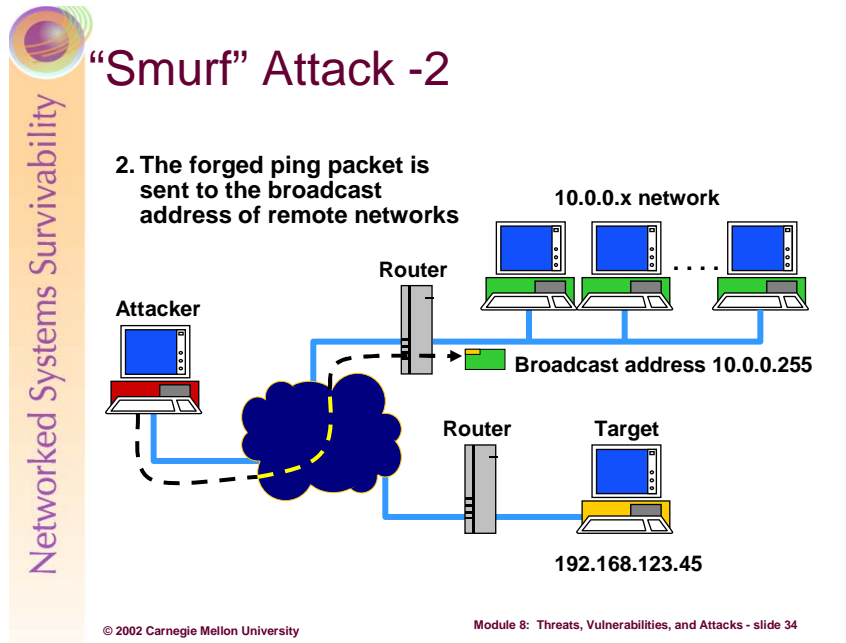 Networked Systems Survivability
“Smurf” Attack -2
2. The forged ping packet is
sent to the broadcast
address of remote networks
10.0.0.x network
Router
. . . .
Attacker
Broadcast address 10.0.0.255
Router
Target
192.168.123.45
© 2002 Carnegie Mellon University
Module 8: Threats, Vulnerabilities, and Attacks - slide 34